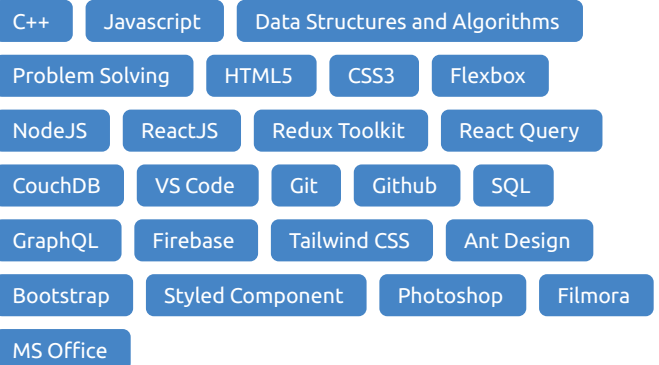 C++ Javascript Data Structures and Algorithms
Problem Solving HTML5 CSS3 Flexbox
NodeJS ReactJS Redux Toolkit React Query
CouchDB VS Code Git Github SQL
GraphQL Firebase Tailwind CSS Ant Design
Bootstrap Styled Component Photoshop Filmora
MS Office